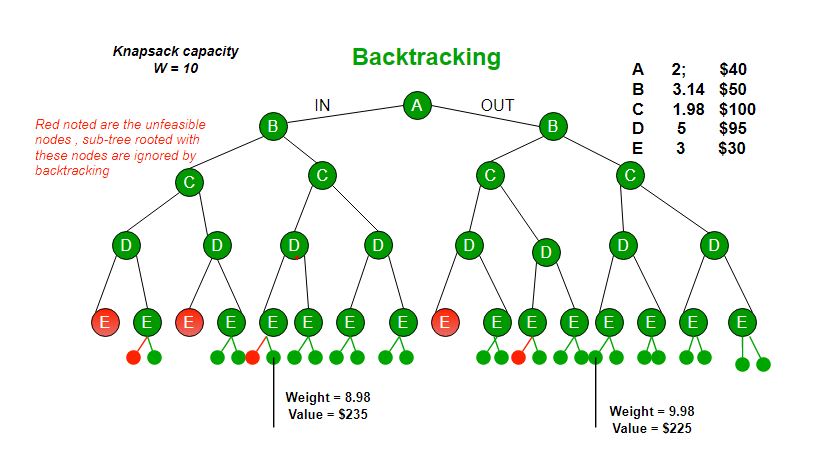 Knapsack capacity
W = 10
Backtracking
A 2; $40
B 3.14 $50
C 1.98 $100
D 5 $95
E 3 $30
Red noted are the unfeasible
nodes , sub-tree rooted with
these nodes are ignored by
backtracking
IN A OUT
B B
C C C C
D D D D D D D D
E E E E E E E E E E E E E E E E
Weight = 8.98
Value = $235
Weight = 9.98
Value = $225